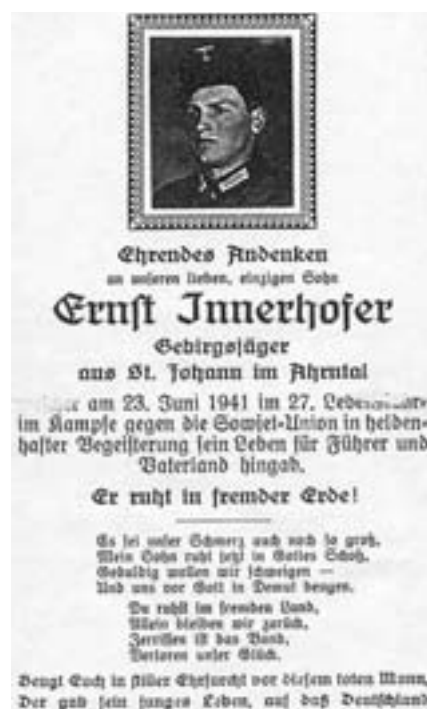 Ehrendes Andenken
an unseren lieben, einzigen Sohn
Ernst Innerhofer
Gebirgsjäger
aus St. Johann im Ahrntal
am 23. Juni 1941 im 27.
im Kampfe gegen die Sowjet-Union in helden-
hafter Begeisterung sein Leben für Führer und
Vaterland hingab.
Er ruht in fremder Erde!
Es sei unser Schmerz auch noch so groß,
Mein Sohn ruht jetzt in Gottes Schoß,
Geduldig wollen wir schweigen —
Und uns vor Gott in Demut beugen.
Du ruhst im fremden Land,
Allein bleiben wir zurück,
Zerrissen ist das Band,
Verloren unser Glück.
Beugt Euch in stiller Ehrfurcht vor diesem toten Mann,
Der gab sein junges Leben, auf daß Deutschland